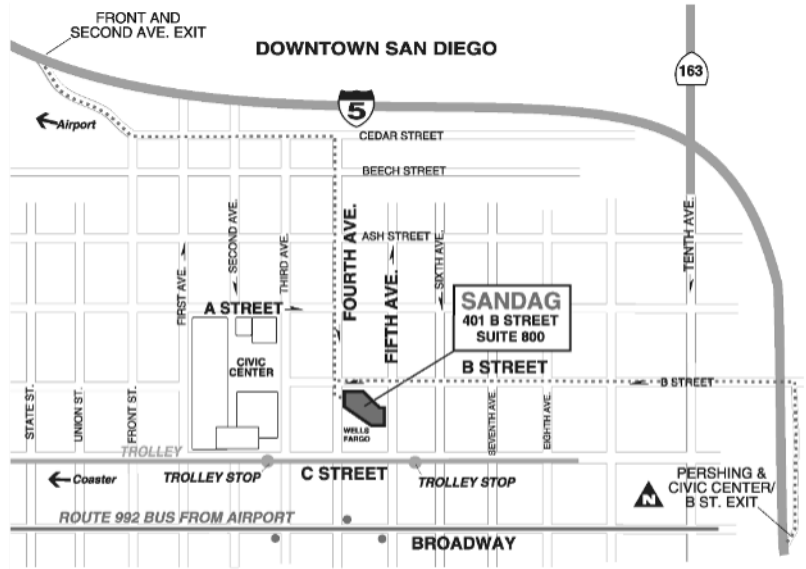 FRONT AND
SECOND AVE. EXIT
DOWNTOWN SAN DIEGO
163
5
Airport
CEDAR STREET
BEECH STREET
FIRST AVE.
SECOND AVE.
THIRD AVE.
FOURTH AVE.
ASH STREET
FIFTH AVE.
SIXTH AVE.
TENTH AVE.
A STREET
SANDAG
401 B STREET
SUITE 800
CIVIC
CENTER
B STREET
B STREET
STATE ST.
UNION ST.
FRONT ST.
WELLS
FARGO
SEVENTH AVE.
EIGHTH AVE.
TROLLEY
TROLLEY STOP
C STREET
TROLLEY STOP
Coaster
PERSHING &
CIVIC CENTER/
B ST. EXIT
N
ROUTE 992 BUS FROM AIRPORT
BROADWAY